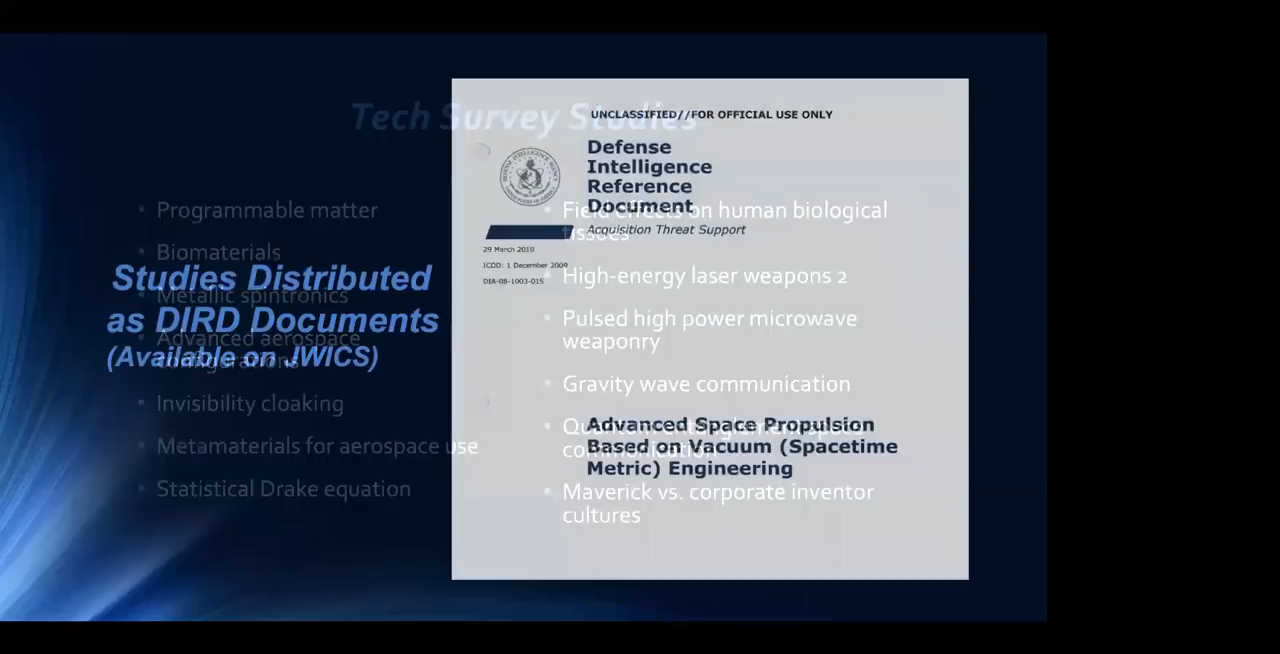 Tech Survey Studies
• Programmable matter
• Biomaterials
• Metallic spintronics
• Advanced aerospace
configurations
• Invisibility cloaking
• Metamaterials for aerospace use
• Statistical Drake equation
Studies Distributed
as DIRD Documents
(Available on JWICS)
UNCLASSIFIED//FOR OFFICIAL USE ONLY
Defense
Intelligence
Reference
Document
Acquisition Threat Support
29 March 2010
ICOD: 1 December 2009
DIA-08-1003-015
Advanced Space Propulsion
Based on Vacuum (Spacetime
Metric) Engineering
• Field effects on human biological
tissues
• High-energy laser weapons 2
• Pulsed high power microwave
weaponry
• Gravity wave communication
• Quantum entanglement
communication
• Maverick vs. corporate inventor
cultures